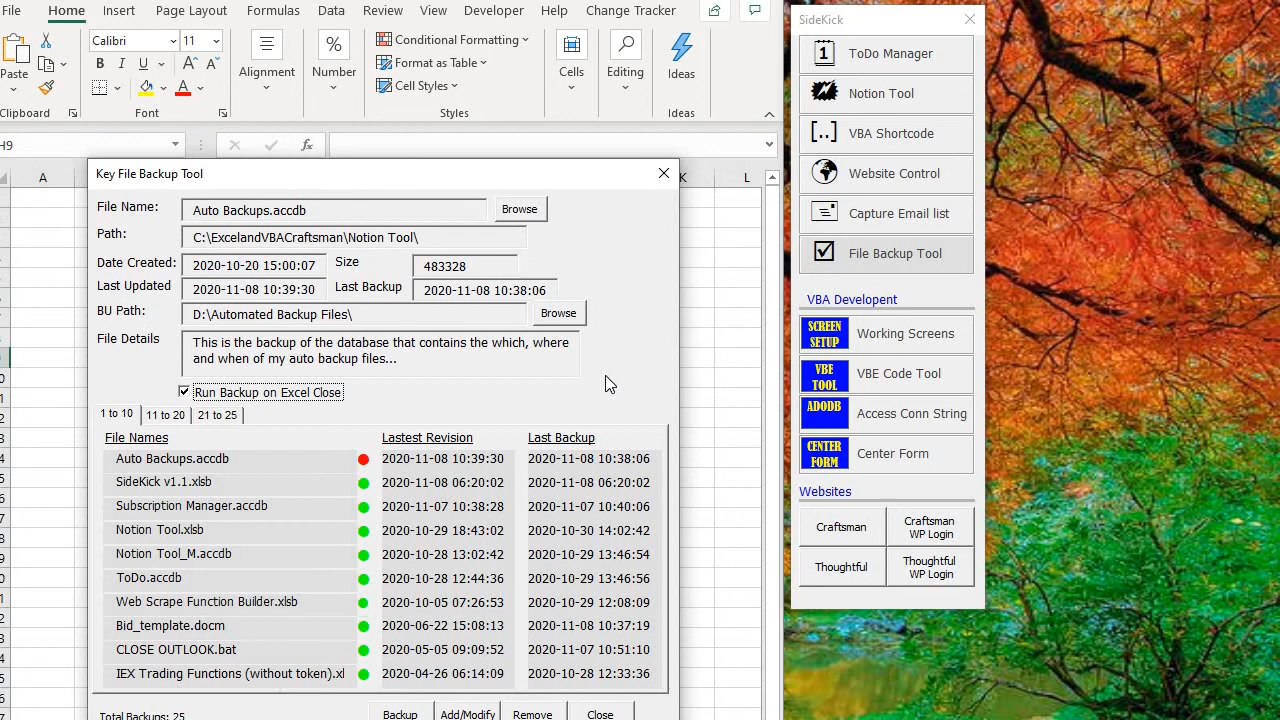 File Home Insert Page Layout Formulas Data Review View Developer Help Change Tracker
Calibri 11
Paste
B I U A A
A
Clipboard
Font
Alignment
%
Number
Conditional Formatting
Format as Table
Cell Styles
Styles
Cells
Editing
Ideas
Ideas
H9
fx
A K L
Key File Backup Tool
File Name: Auto Backups.accdb Browse
Path: C:\ExcelandVBACraftsman\Notion Tool\
Date Created: 2020-10-20 15:00:07 Size 483328
Last Updated 2020-11-08 10:39:30 Last Backup 2020-11-08 10:38:06
BU Path: D:\Automated Backup Files\ Browse
File Details This is the backup of the database that contains the which, where
and when of my auto backup files...
Run Backup on Excel Close
1 to 10 11 to 20 21 to 25
File Names Lastest Revision Last Backup
Auto Backups.accdb 2020-11-08 10:39:30 2020-11-08 10:38:06
SideKick v1.1.xlsb 2020-11-08 06:20:02 2020-11-08 06:20:02
Subscription Manager.accdb 2020-11-07 10:38:28 2020-11-07 10:40:06
Notion Tool.xlsb 2020-10-29 18:43:02 2020-10-30 14:02:42
Notion Tool_M.accdb 2020-10-28 13:02:42 2020-10-29 13:46:54
ToDo.accdb 2020-10-28 12:44:36 2020-10-29 13:46:56
Web Scrape Function Builder.xlsb 2020-10-05 07:26:53 2020-10-29 12:08:09
Bid_template.docm 2020-06-22 15:08:13 2020-11-08 10:37:19
CLOSE OUTLOOK.bat 2020-05-05 09:09:52 2020-11-07 10:51:10
IEX Trading Functions (without token).xl 2020-04-26 06:14:09 2020-10-28 12:33:36
Total Backups: 25 Backup Add/Modify Remove Close
SideKick
1 ToDo Manager
Notion Tool
[..] VBA Shortcode
Website Control
Capture Email list
File Backup Tool
VBA Developent
SCREEN
SETUP
Working Screens
VBE
TOOL
VBE Code Tool
ADODB
Access Conn String
CENTER
FORM
Center Form
Websites
Craftsman
Craftsman
WP Login
Thoughtful
Thoughtful
WP Login